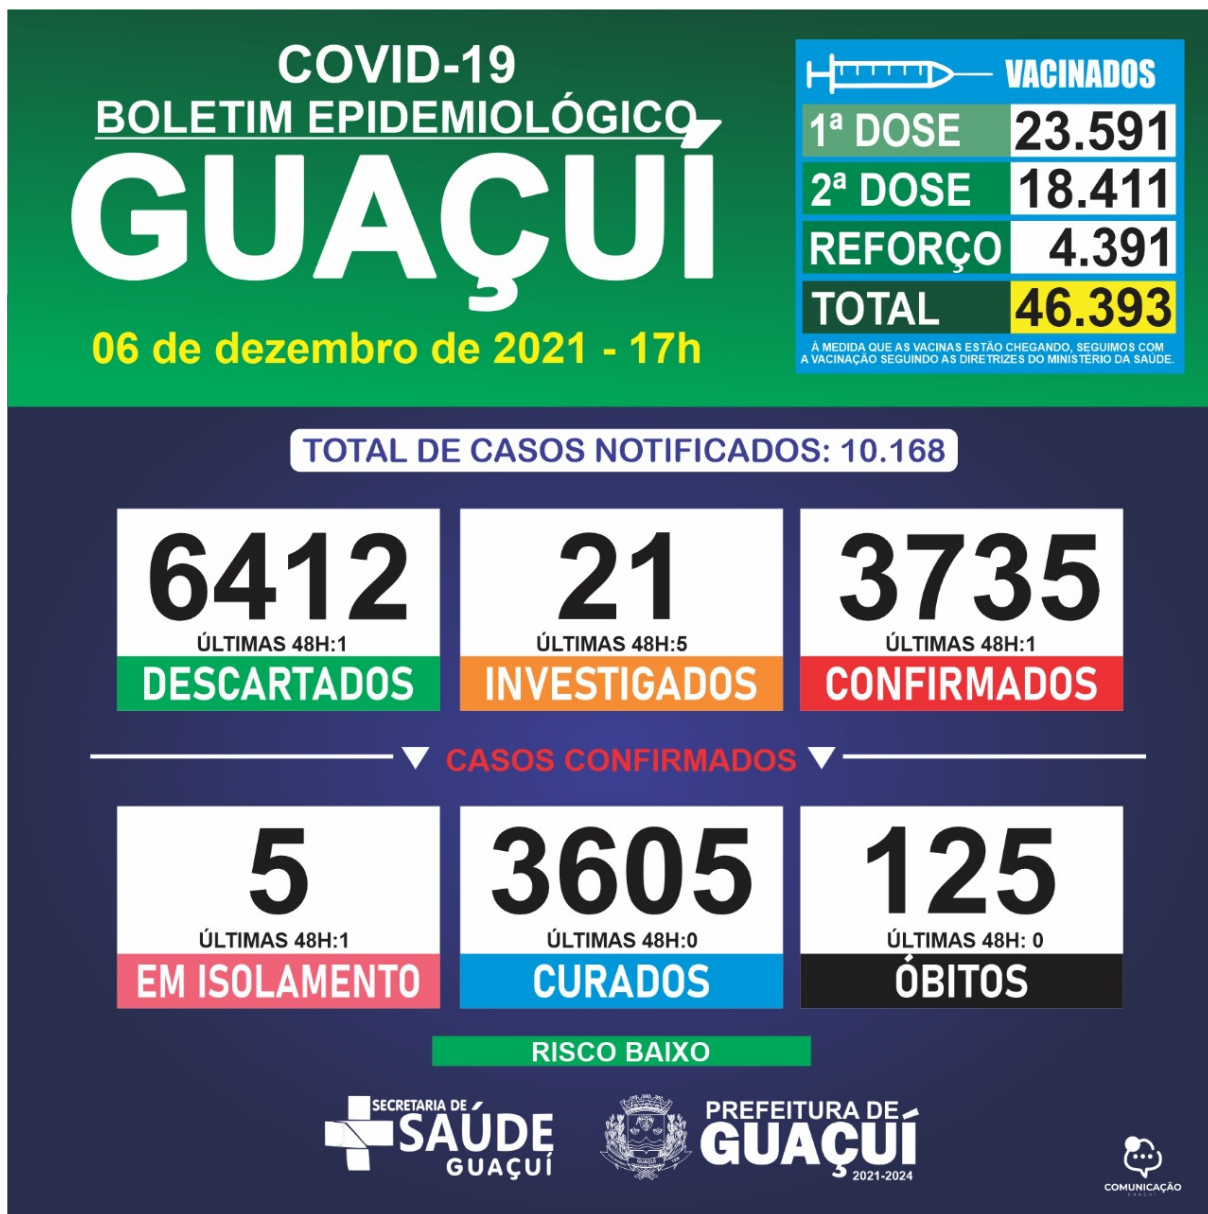 COVID-19
BOLETIM EPIDEMIOLÓGICO
GUAÇUÍ
06 de dezembro de 2021 - 17h
VACINADOS
1ª DOSE 23.591
2ª DOSE 18.411
REFORÇO 4.391
TOTAL 46.393
À MEDIDA QUE AS VACINAS ESTÃO CHEGANDO, SEGUIMOS COM
A VACINAÇÃO SEGUINDO AS DIRETRIZES DO MINISTÉRIO DA SAÚDE.
TOTAL DE CASOS NOTIFICADOS: 10.168
6412
ÚLTIMAS 48H:1
DESCARTADOS
21
ÚLTIMAS 48H:5
INVESTIGADOS
3735
ÚLTIMAS 48H:1
CONFIRMADOS
CASOS CONFIRMADOS
5
ÚLTIMAS 48H:1
EM ISOLAMENTO
3605
ÚLTIMAS 48H:0
CURADOS
125
ÚLTIMAS 48H: 0
ÓBITOS
RISCO BAIXO
SECRETARIA DE
SAÚDE
GUAÇUÍ
GUAÇUÍ
PREFEITURA DE
GUAÇUÍ
2021-2024
COMUNICAÇÃO
GUAÇUÍ